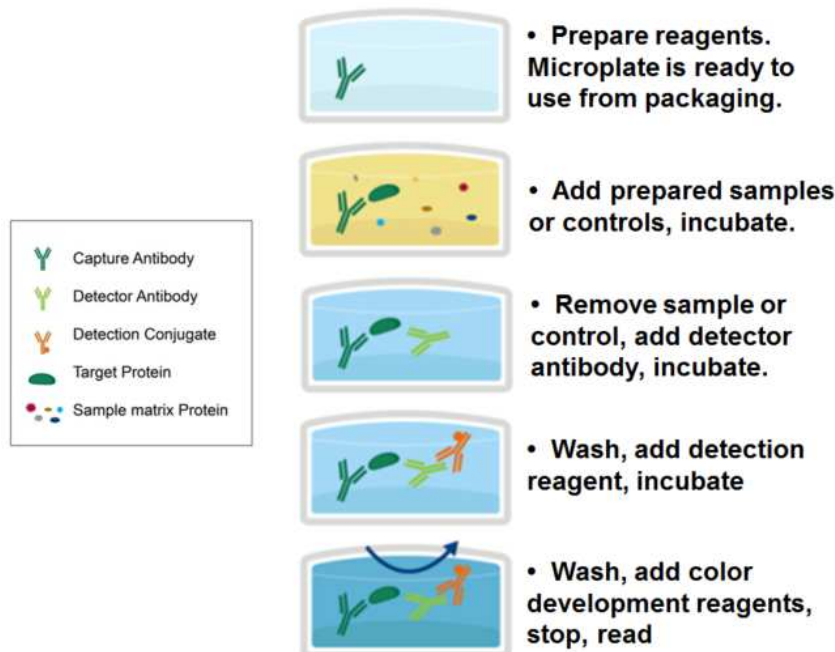 • Prepare reagents.
Microplate is ready to
use from packaging.
• Add prepared samples
or controls, incubate.
Capture Antibody
Detector Antibody
Detection Conjugate
Target Protein
Sample matrix Protein
• Remove sample or
control, add detector
antibody, incubate.
• Wash, add detection
reagent, incubate
• Wash, add color
development reagents,
stop, read